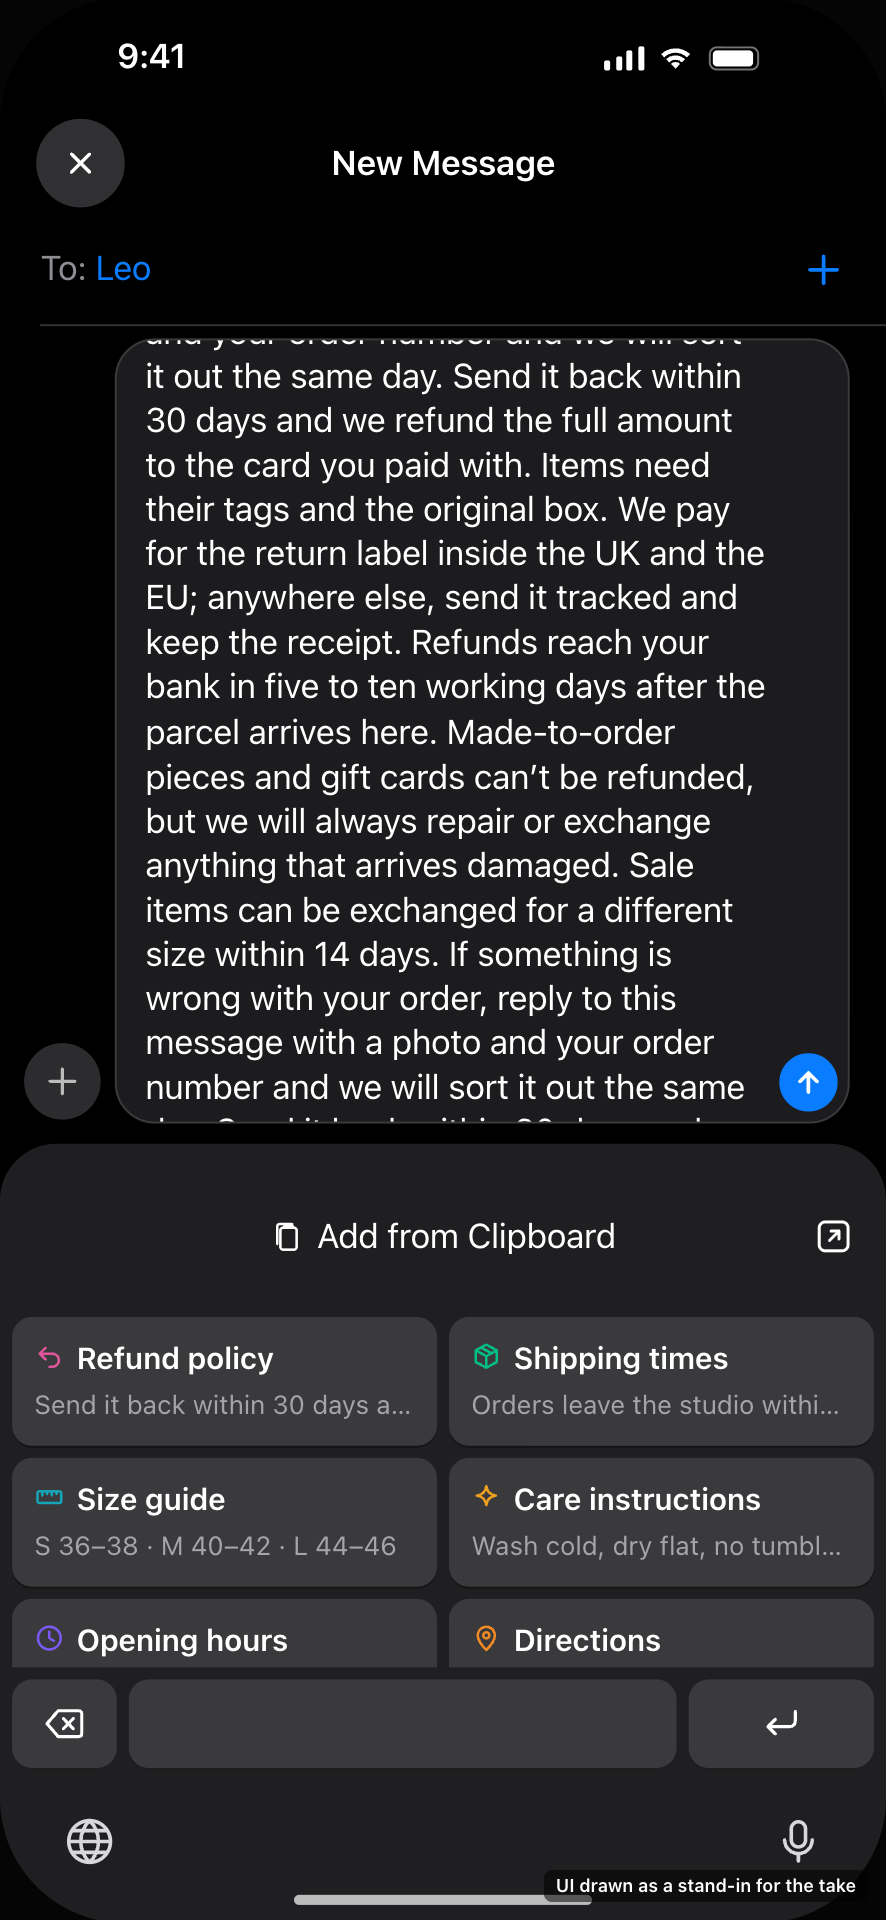 9:41
New Message
To: Leo
and your order number and we will sort
it out the same day. Send it back within
30 days and we refund the full amount
to the card you paid with. Items need
their tags and the original box. We pay
for the return label inside the UK and the
EU; anywhere else, send it tracked and
keep the receipt. Refunds reach your
bank in five to ten working days after the
parcel arrives here. Made-to-order
pieces and gift cards can’t be refunded,
but we will always repair or exchange
anything that arrives damaged. Sale
items can be exchanged for a different
size within 14 days. If something is
wrong with your order, reply to this
message with a photo and your order
number and we will sort it out the same
Add from Clipboard
Refund policy
Send it back within 30 days a...
Shipping times
Orders leave the studio withi...
Size guide
S 36–38 · M 40–42 · L 44–46
Care instructions
Wash cold, dry flat, no tumbl...
Opening hours
Directions
UI drawn as a stand-in for the take